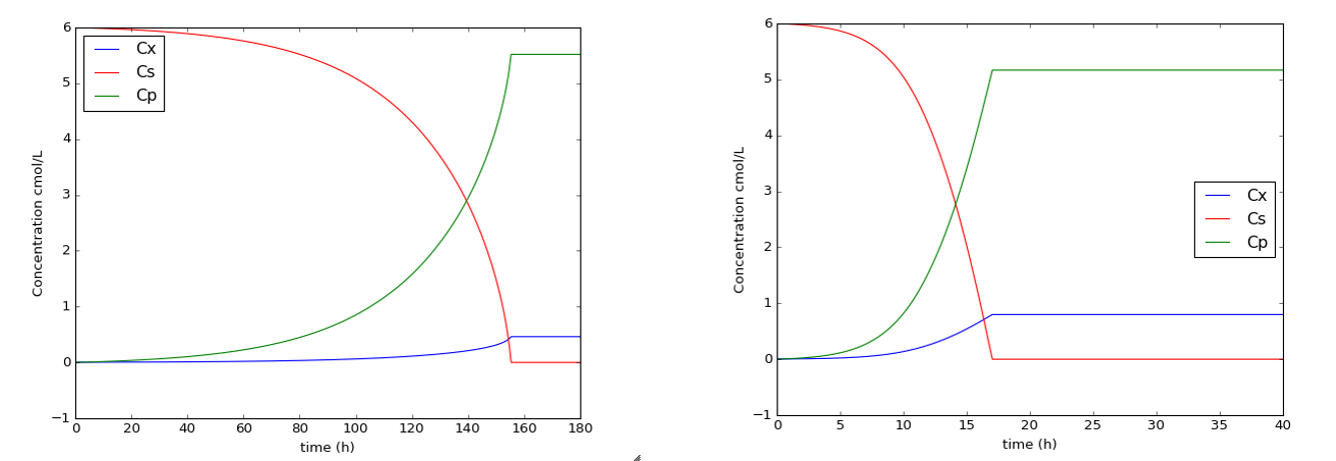 6
5
4
3
2
1
0
−1
Concentration cmol/L
Cx
Cs
Cp
0 20 40 60 80 100 120 140 160 180
time (h)
6
5
4
3
2
1
0
−1
Concentration cmol/L
Cx
Cs
Cp
0 5 10 15 20 25 30 35 40
time (h)